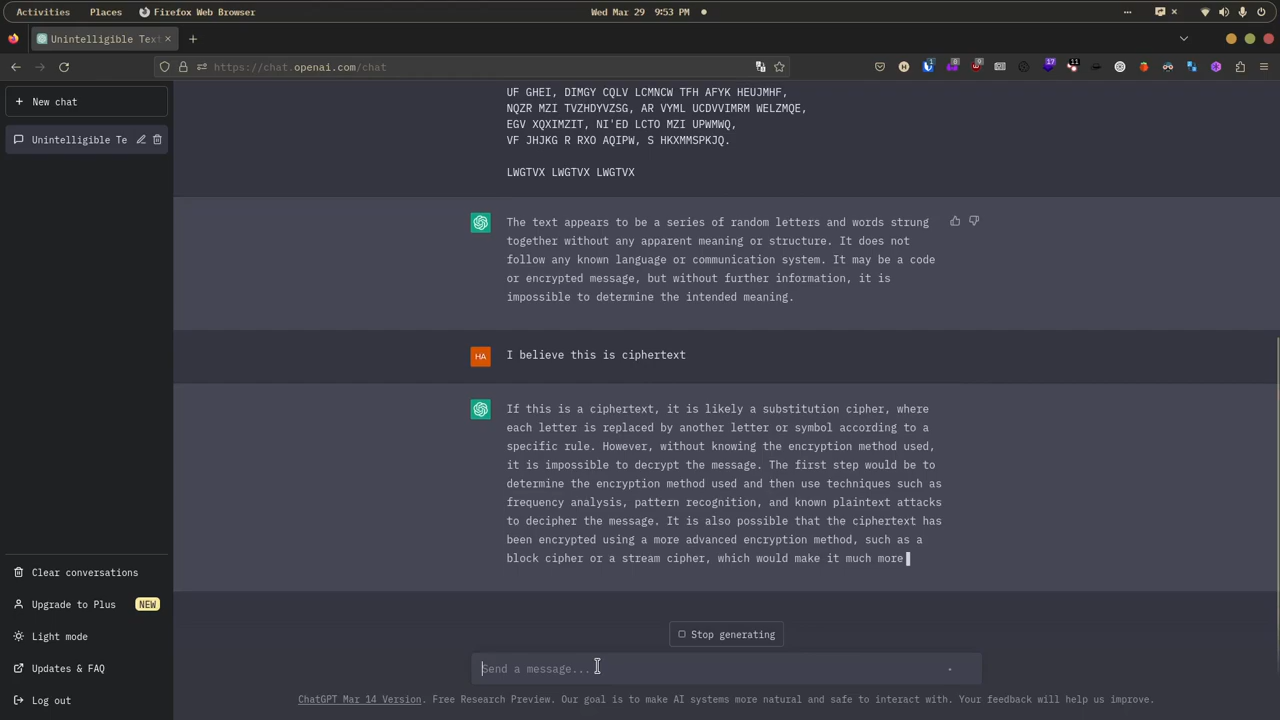 Activities Places Firefox Web Browser Wed Mar 29 9:53 PM
Unintelligible Text
https://chat.openai.com/chat
1 8 9 17 11
New chat
Unintelligible Te
UF GHEI, DIMGY CQLV LCMNCW TFH AFYK HEUJMHF,
NQZR MZI TVZHDYVZSG, AR VYML UCDVVIMRM WELZMQE,
EGV XQXIMZIT, NI'ED LCTO MZI UPWMWQ,
VF JHJKG R RXO AQIPW, S HKXMMSPKJQ.
LWGTVX LWGTVX LWGTVX
The text appears to be a series of random letters and words strung
together without any apparent meaning or structure. It does not
follow any known language or communication system. It may be a code
or encrypted message, but without further information, it is
impossible to determine the intended meaning.
HA
I believe this is ciphertext
If this is a ciphertext, it is likely a substitution cipher, where
each letter is replaced by another letter or symbol according to a
specific rule. However, without knowing the encryption method used,
it is impossible to decrypt the message. The first step would be to
determine the encryption method used and then use techniques such as
frequency analysis, pattern recognition, and known plaintext attacks
to decipher the message. It is also possible that the ciphertext has
been encrypted using a more advanced encryption method, such as a
block cipher or a stream cipher, which would make it much more
Clear conversations
Upgrade to Plus NEW
Light mode
Updates & FAQ
Log out
Stop generating
Send a message...
ChatGPT Mar 14 Version. Free Research Preview. Our goal is to make AI systems more natural and safe to interact with. Your feedback will help us improve.